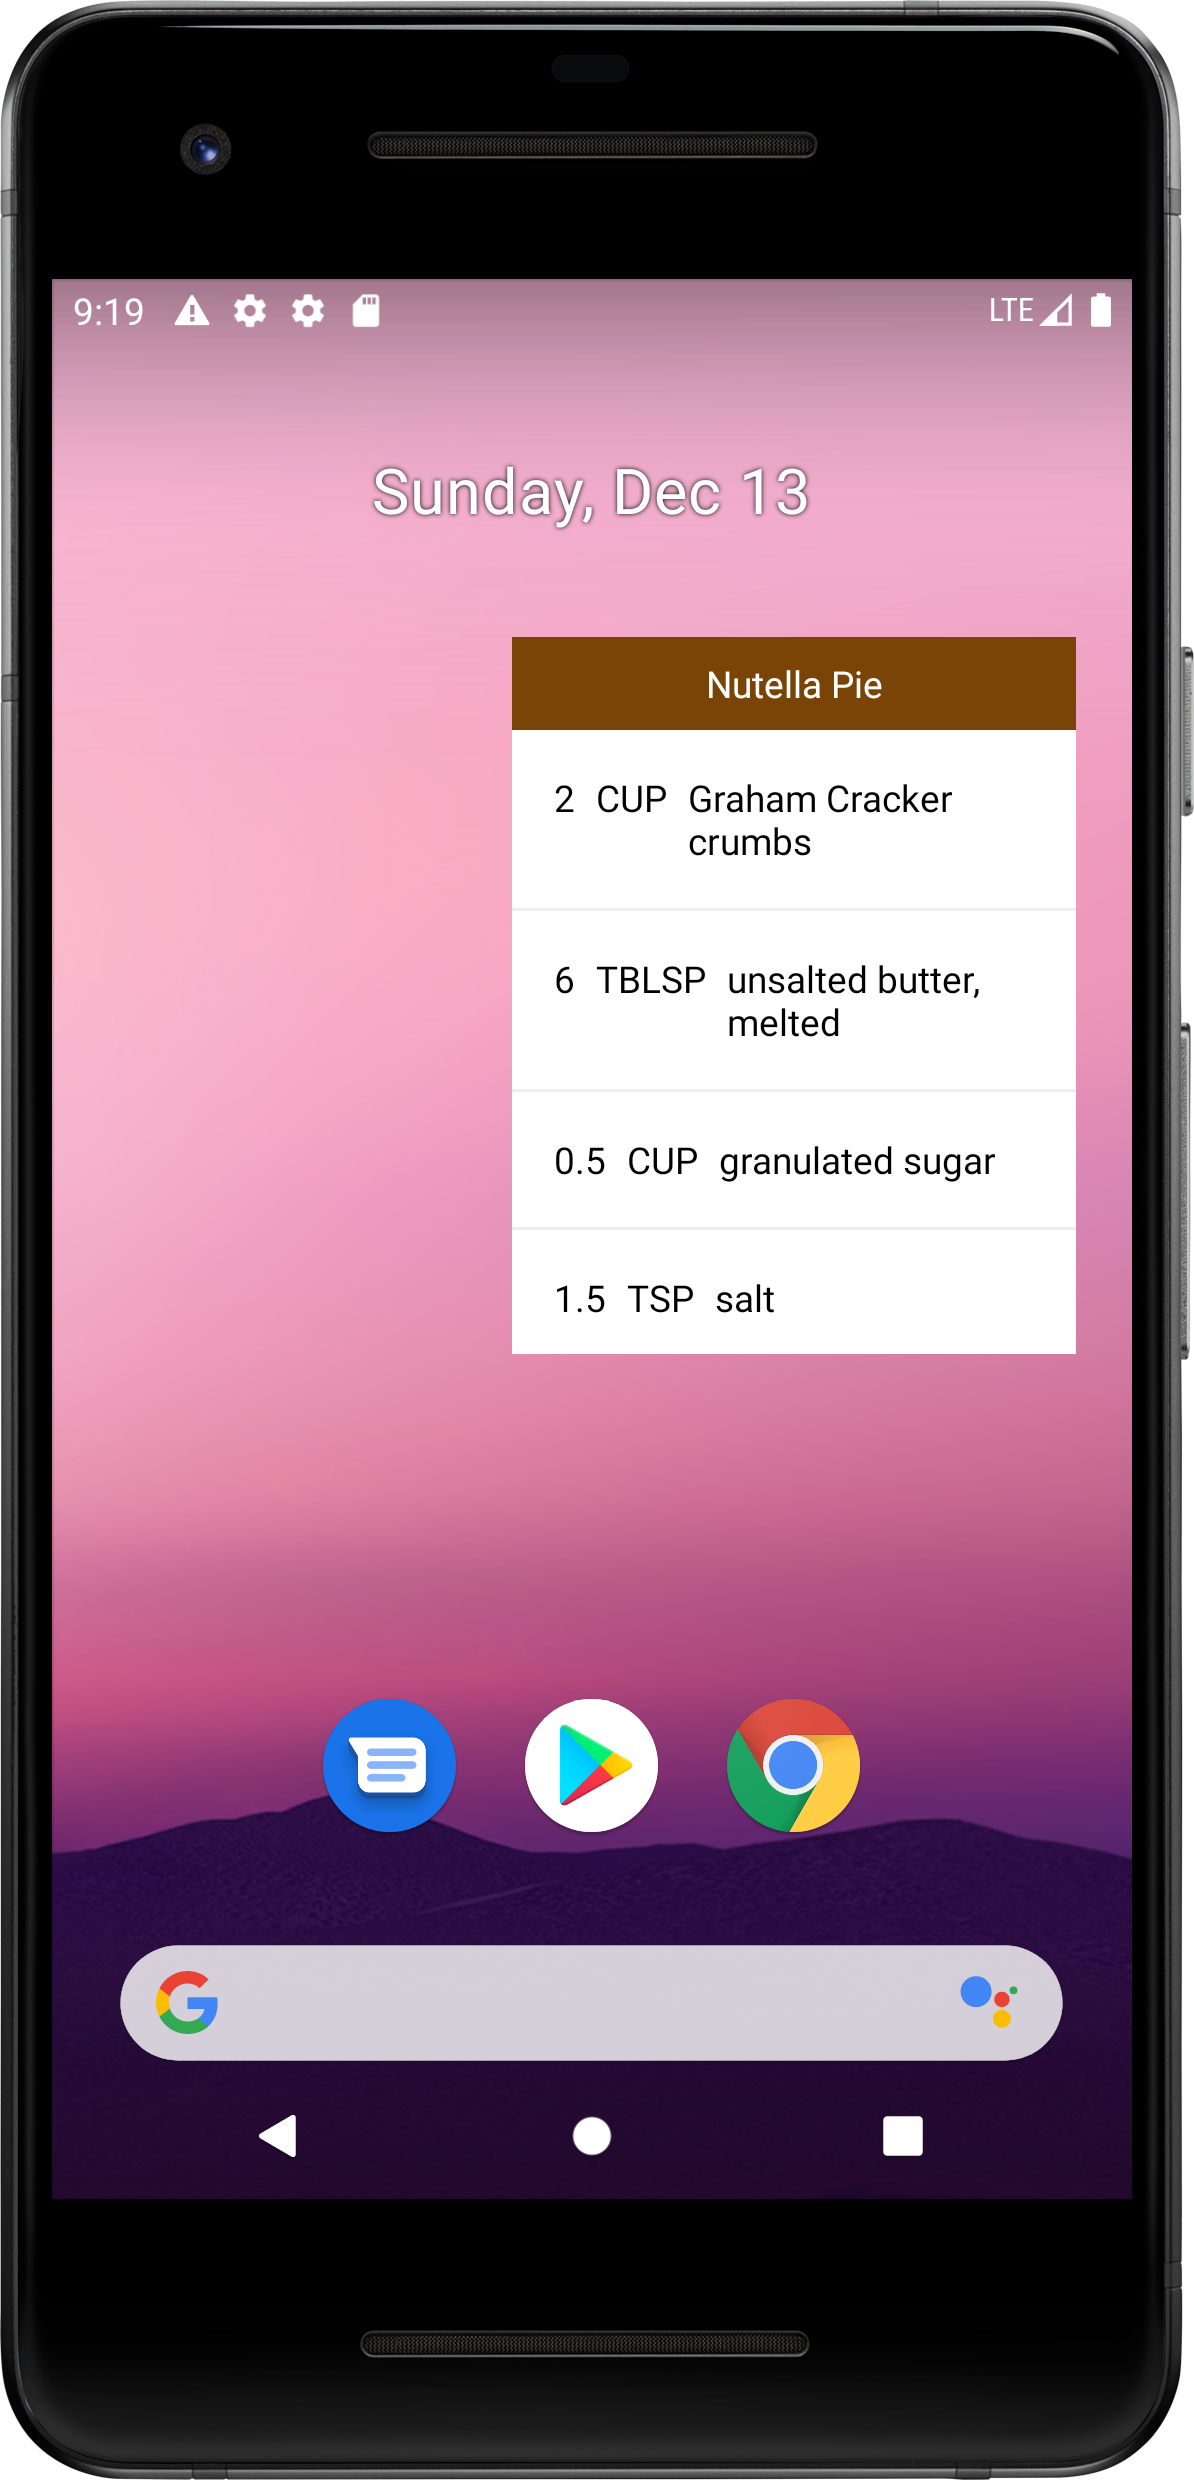 9:19 LTE
Sunday, Dec 13
Nutella Pie
2 CUP Graham Cracker
crumbs
6 TBLSP unsalted butter,
melted
0.5 CUP granulated sugar
1.5 TSP salt